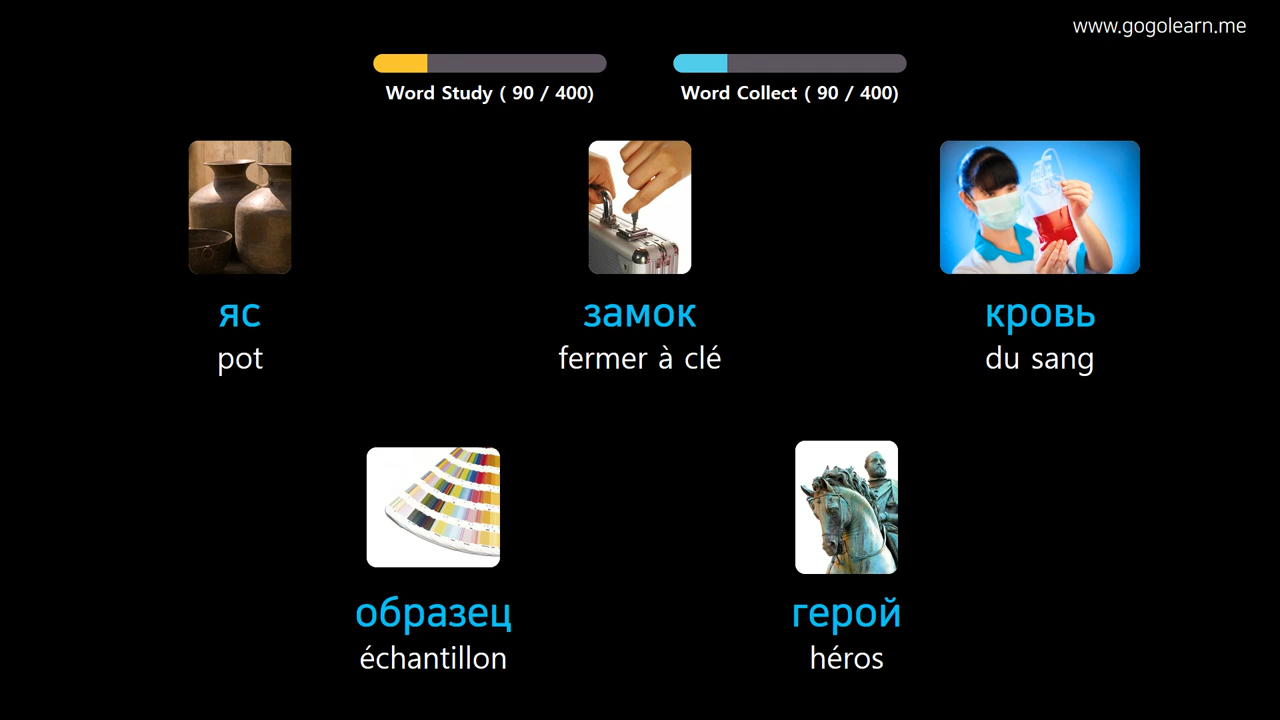 www.gogolearn.me
Word Study ( 90 / 400)
Word Collect ( 90 / 400)
яс
pot
замок
fermer à clé
кровь
du sang
образец
échantillon
герой
héros